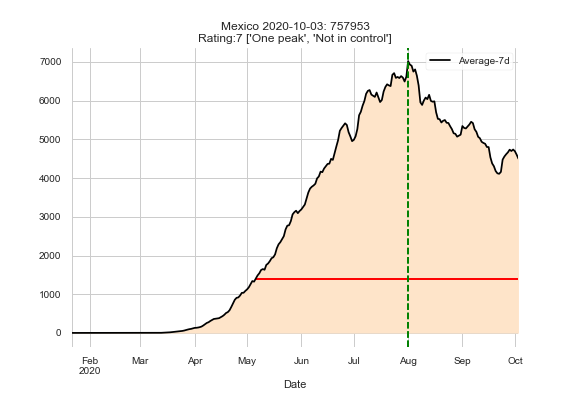 Mexico 2020-10-03: 757953
Rating:7 ['One peak', 'Not in control']
Average-7d
7000
6000
5000
4000
3000
2000
1000
0
Feb Mar Apr May Jun Jul Aug Sep Oct
2020
Date